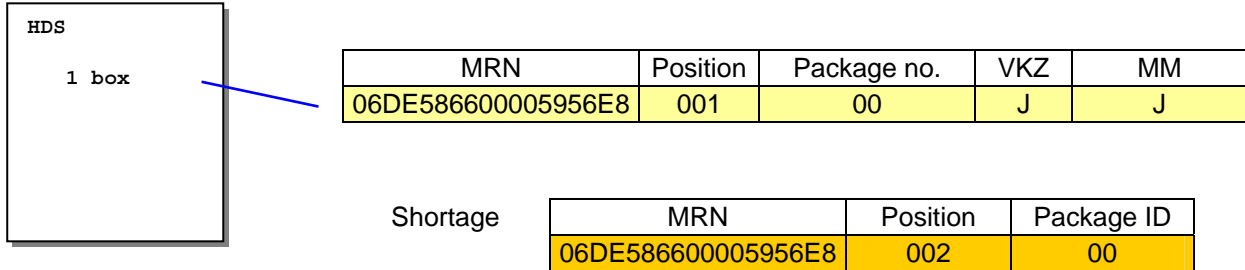 HDS
1 box
MRN Position Package no. VKZ MM
06DE586600005956E8 001 00 J J
Shortage MRN Position Package ID
06DE586600005956E8 002 00